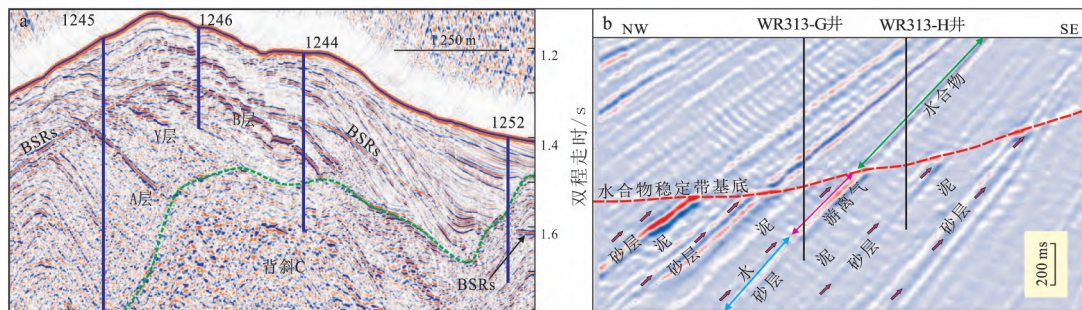 a
1245
1246
1244
1252
1 250 m
1.2
1.4
1.6
BSRs
Y层
B层
A层
BSRs
背斜C
BSRs
双程走时/s
b
NW
WR313-G井
WR313-H井
SE
水合物
水合物稳定带基底
游离气
砂层
泥
砂层
泥
水
砂层
泥
砂层
泥
200 ms